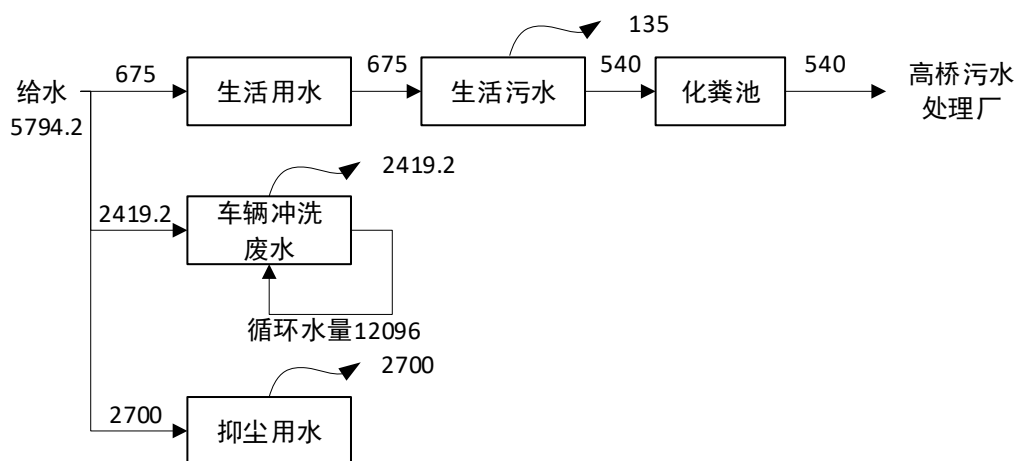 135
675
675
540
540
给水
5794.2
生活用水
生活污水
化粪池
高桥污水
处理厂
2419.2
2419.2
车辆冲洗
废水
循环水量12096
2700
2700
抑尘用水